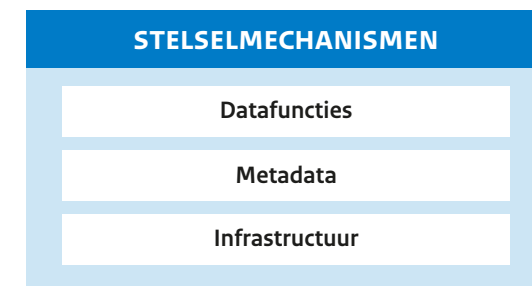 STELSELMECHANISMEN
Datafuncties
Metadata
Infrastructuur